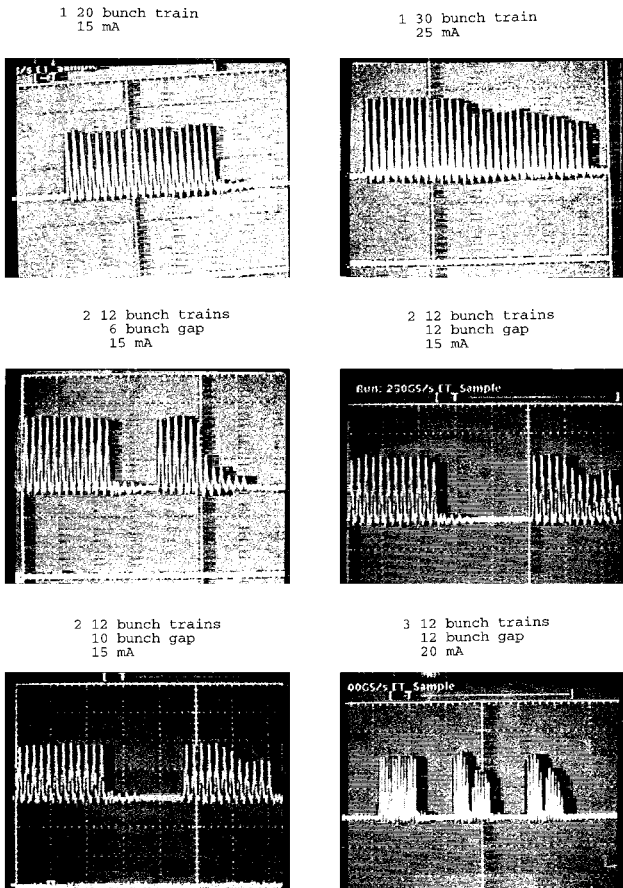 1 20 bunch train
15 mA
1 30 bunch train
25 mA
2 12 bunch trains
6 bunch gap
15 mA
2 12 bunch trains
12 bunch gap
15 mA
Run: 250GS/s ET Sample
2 12 bunch trains
10 bunch gap
15 mA
3 12 bunch trains
12 bunch gap
20 mA
00GS/s ET Sample